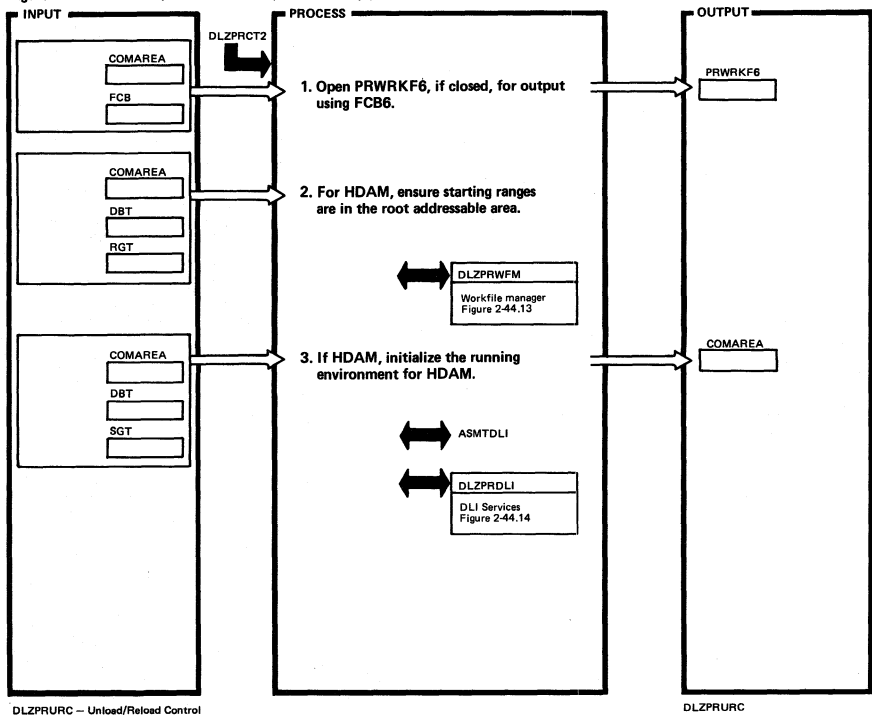 INPUT
PROCESS
OUTPUT
DLZPRCT2
COMAREA
FCB
1. Open PRWRKF6, if closed, for output
using FCB6.
PRWRKF6
COMAREA
DBT
RGT
2. For HDAM, ensure starting ranges
are in the root addressable area.
DLZPRWFM
Workfile manager
Figure 2-44.13
COMAREA
DBT
SGT
3. If HDAM, initialize the running
environment for HDAM.
COMAREA
ASMTDLI
DLZPRDLI
DLI Services
Figure 2-44.14
DLZPRURC – Unload/Reload Control
DLZPRURC